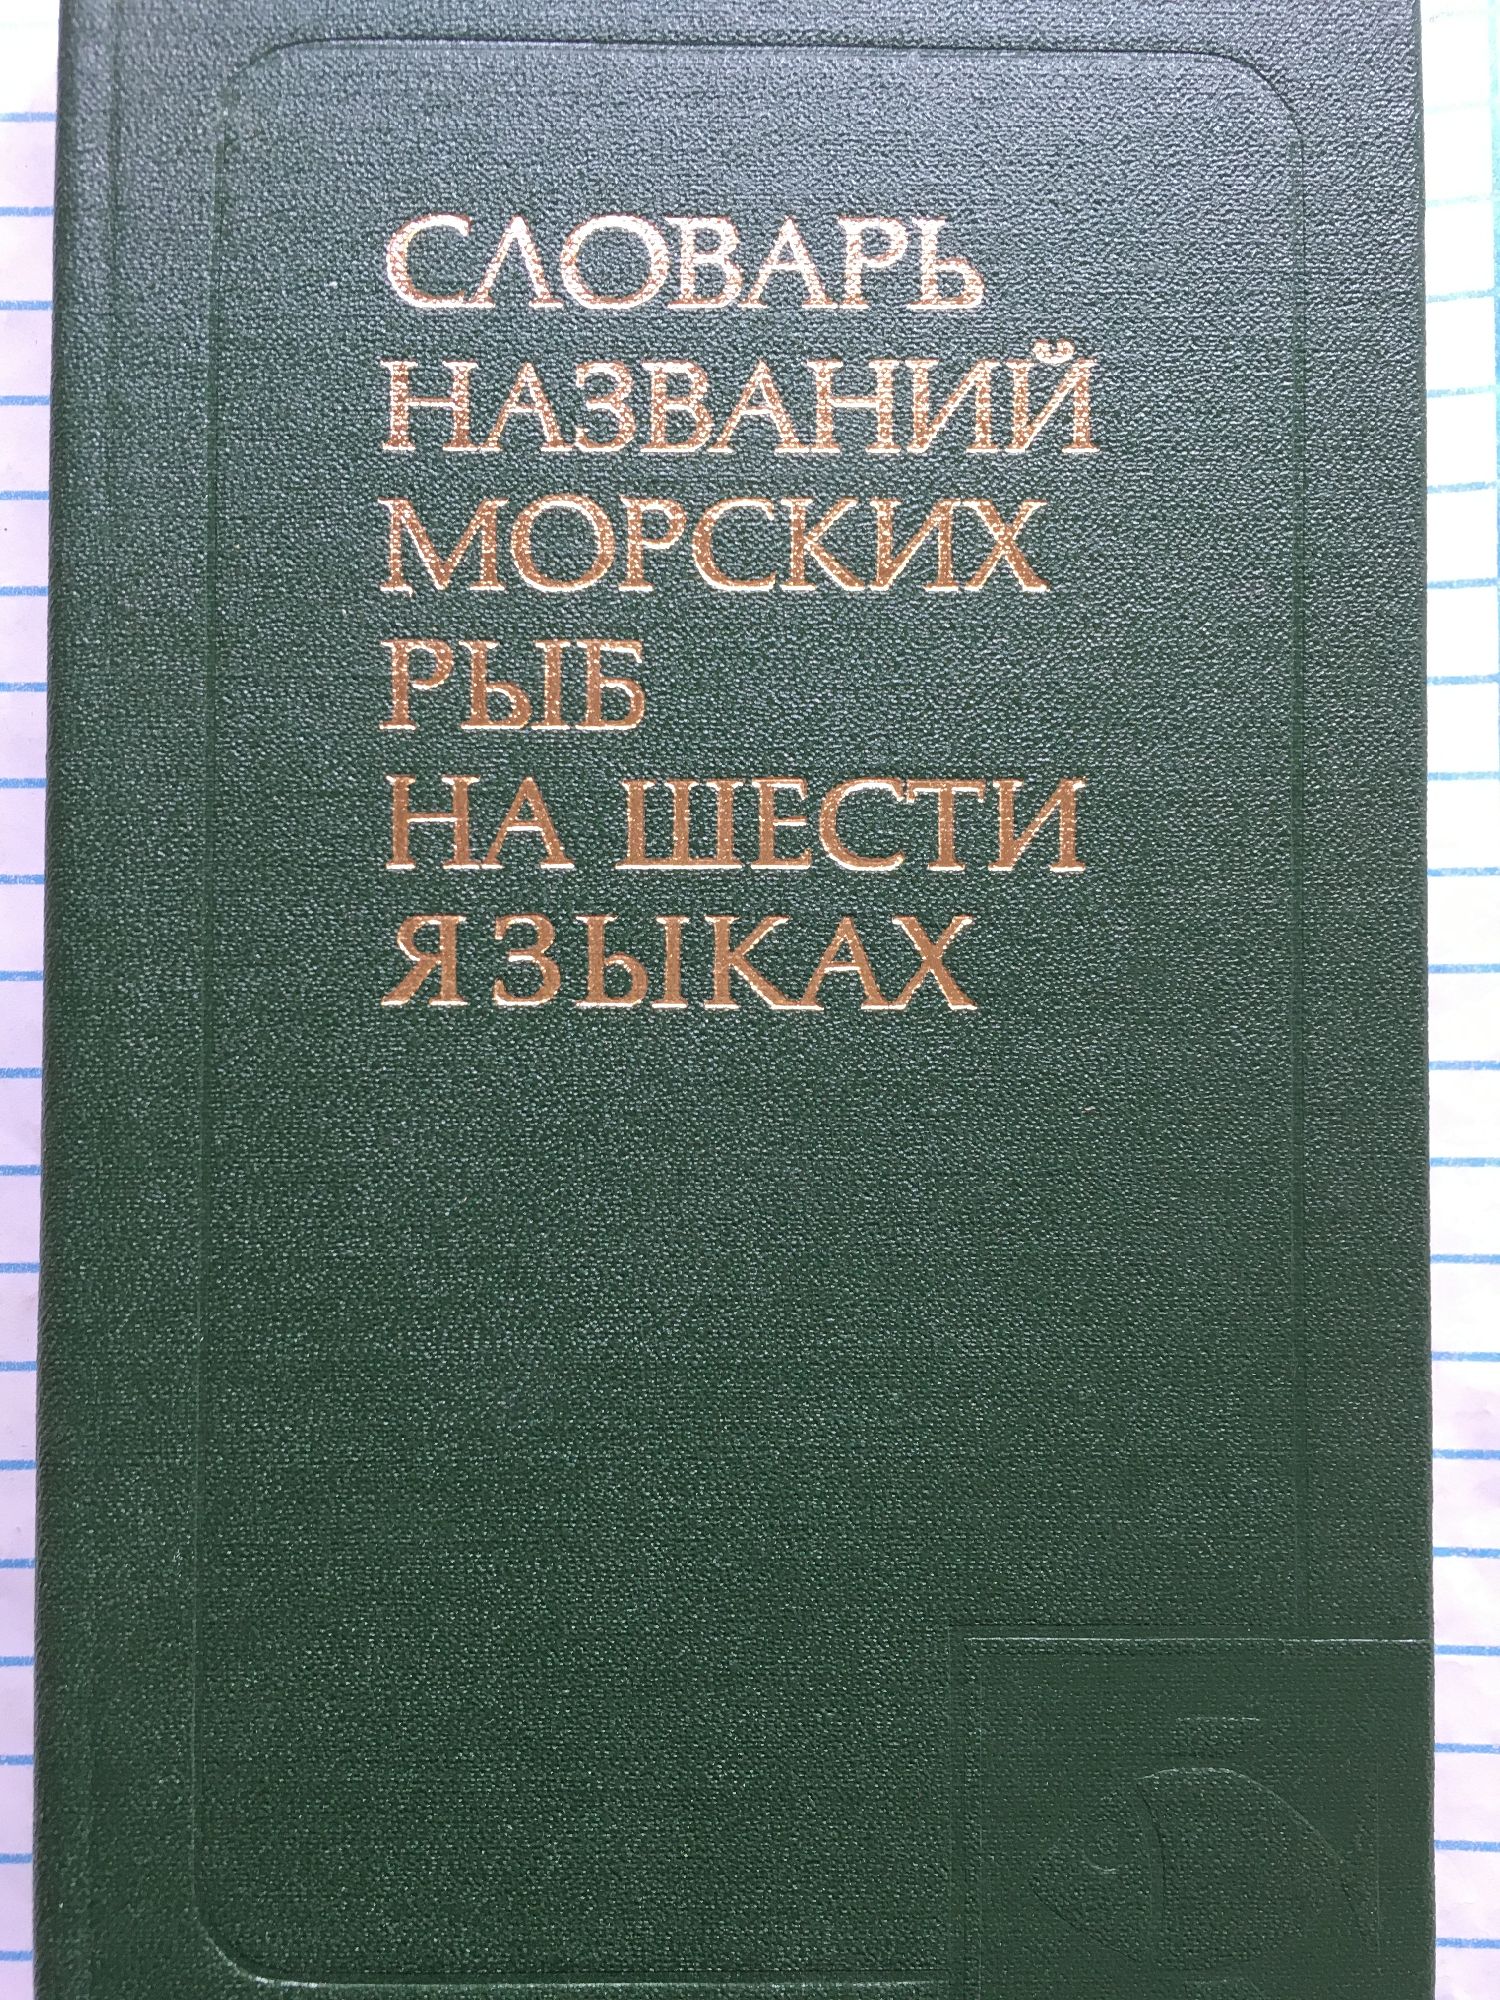 СЛОВАРЬ
НАЗВАНИЙ
МОРСКИХ
РЫБ
НА ШЕСТИ
ЯЗЫКАХ